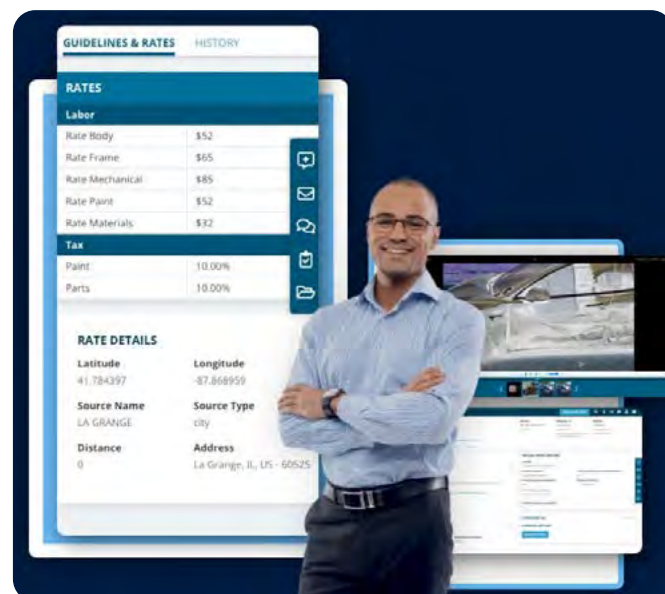 GUIDELINES & RATES HISTORY
RATES
Labor
Rate Body $52
Rate Frame $65
Rate Mechanical $85
Rate Paint $52
Rate Materials $32
Tax
Paint 10.00%
Parts 10.00%
RATE DETAILS
Latitude Longitude
41.784397 -87.868959
Source Name Source Type
LA GRANGE city
Distance Address
0 La Grange, IL, US - 60525